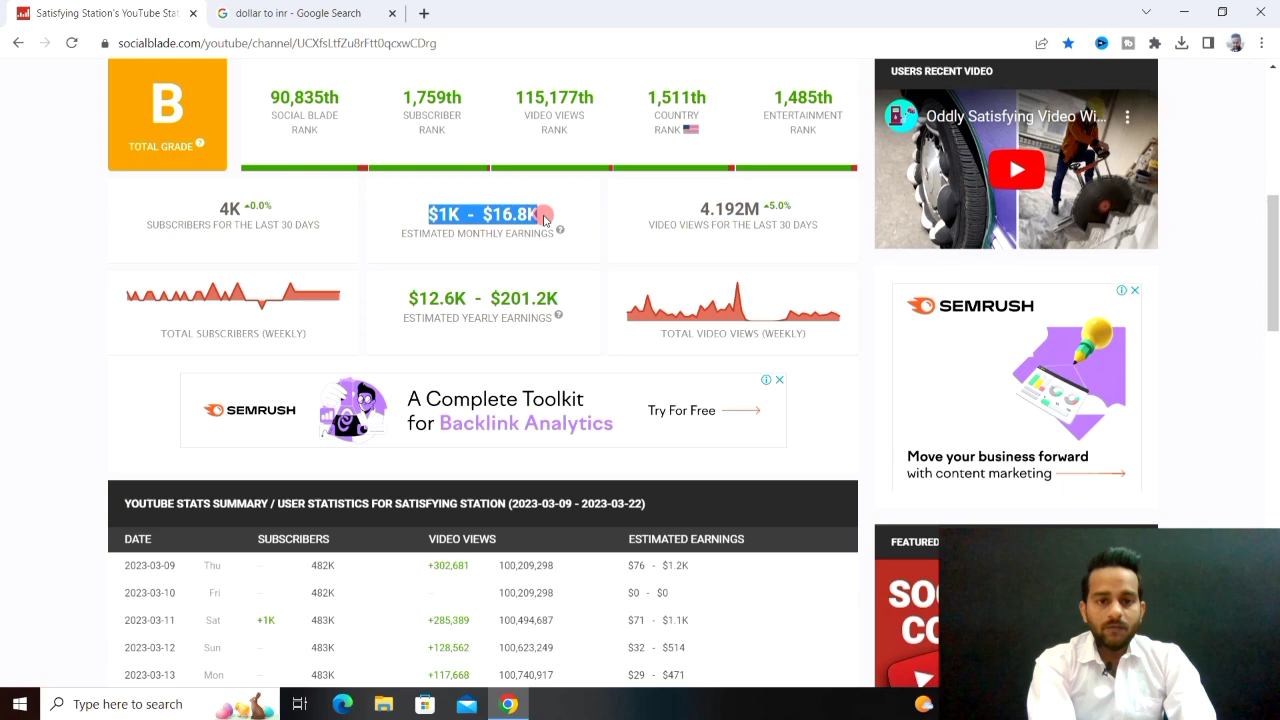 Satisfying Station's YouTube Stat
dollar to inr - Google Search
socialblade.com/youtube/channel/UCXfsLtfZu8rFtt0qcxwCDrg
B
TOTAL GRADE
90,835th
SOCIAL BLADE
RANK
1,759th
SUBSCRIBER
RANK
115,177th
VIDEO VIEWS
RANK
1,511th
COUNTRY
RANK
1,485th
ENTERTAINMENT
RANK
4K 0.0%
SUBSCRIBERS FOR THE LAST 30 DAYS
$1K - $16.8K
ESTIMATED MONTHLY EARNINGS
4.192M 5.0%
VIDEO VIEWS FOR THE LAST 30 DAYS
TOTAL SUBSCRIBERS (WEEKLY)
$12.6K - $201.2K
ESTIMATED YEARLY EARNINGS
TOTAL VIDEO VIEWS (WEEKLY)
SEMRUSH
A Complete Toolkit
for Backlink Analytics
Try For Free
YOUTUBE STATS SUMMARY / USER STATISTICS FOR SATISFYING STATION (2023-03-09 - 2023-03-22)
DATE SUBSCRIBERS VIDEO VIEWS ESTIMATED EARNINGS
2023-03-09 Thu -- 482K +302,681 100,209,298 $76 - $1.2K
2023-03-10 Fri -- 482K -- 100,209,298 $0 - $0
2023-03-11 Sat +1K 483K +285,389 100,494,687 $71 - $1.1K
2023-03-12 Sun -- 483K +128,562 100,623,249 $32 - $514
2023-03-13 Mon -- 483K +117,668 100,740,917 $29 - $471
USERS RECENT VIDEO
Oddly Satisfying Video Wi...
SEMRUSH
Move your business forward
with content marketing
FEATURED
SO
CO
Type here to search